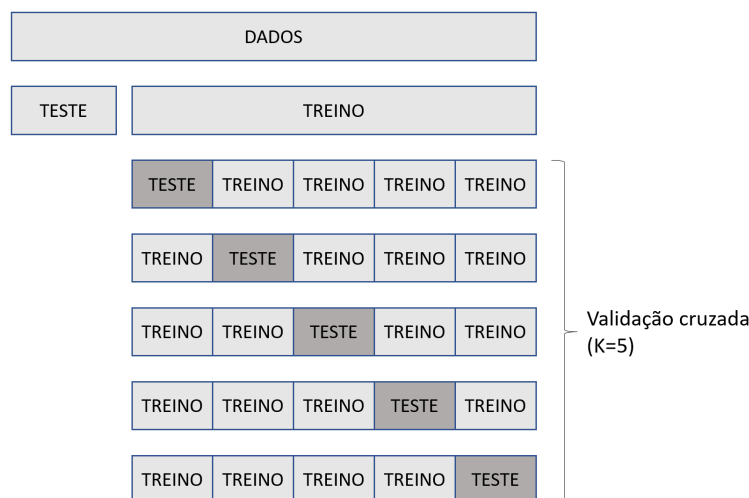 DADOS
TESTE TREINO
TESTE TREINO TREINO TREINO TREINO
TREINO TESTE TREINO TREINO TREINO
TREINO TREINO TESTE TREINO TREINO
Validação cruzada
(K=5)
TREINO TREINO TREINO TESTE TREINO
TREINO TREINO TREINO TREINO TESTE